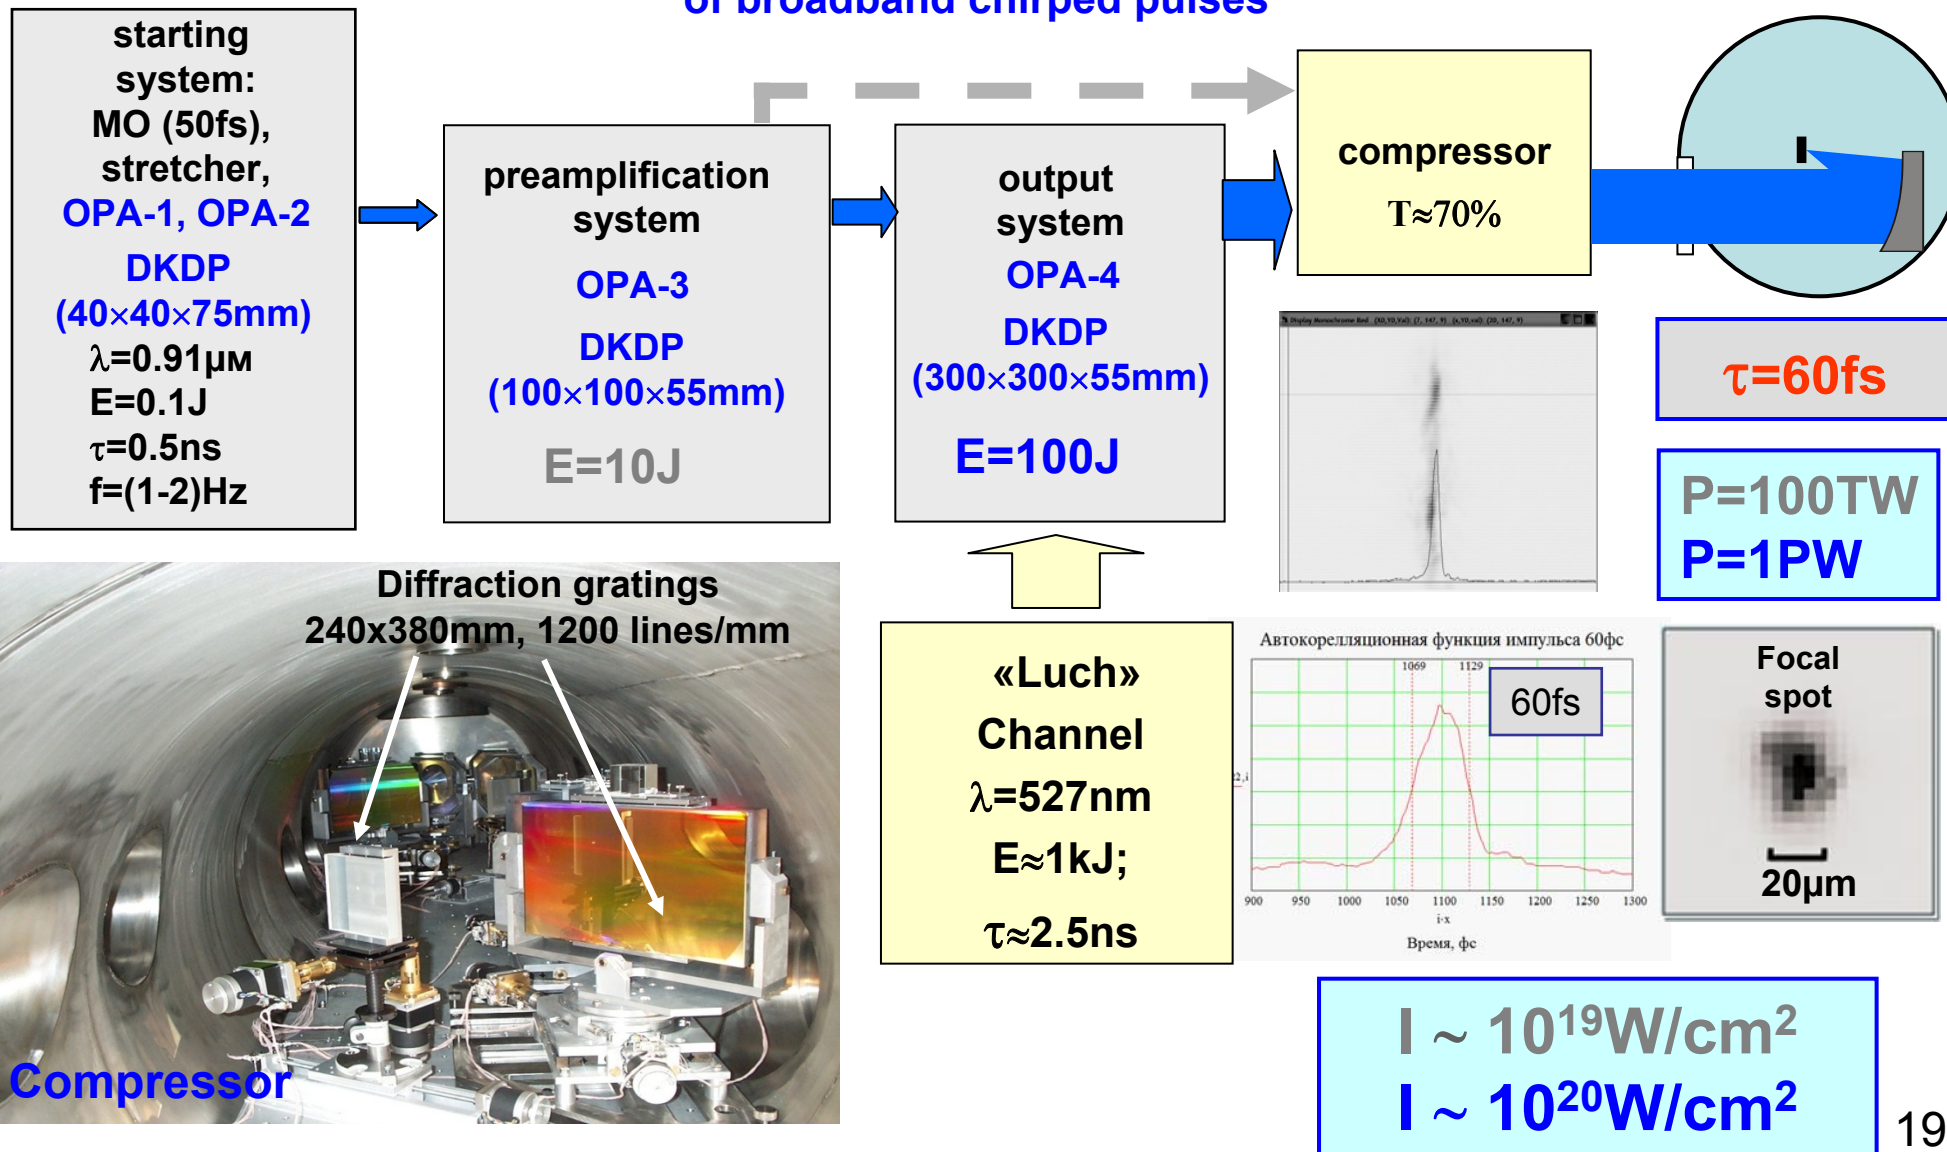 of broadband chirped pulses
starting
system:
MO (50fs),
stretcher,
OPA-1, OPA-2
DKDP
(40×40×75mm)
λ=0.91μм
E=0.1J
τ=0.5ns
f=(1-2)Hz
preamplification
system
OPA-3
DKDP
(100×100×55mm)
E=10J
output
system
OPA-4
DKDP
(300×300×55mm)
E=100J
compressor
T≈70%
τ=60fs
P=100TW
P=1PW
Diffraction gratings
240x380mm, 1200 lines/mm
Compressor
«Luch»
Channel
λ=527nm
E≈1kJ;
τ≈2.5ns
Автокорелляционная функция импульса 60фс
1069 1129
60fs
900 950 1000 1050 1100 1150 1200 1250 1300
i·x
Время, фс
Focal
spot
20μm
I ~ 10¹⁹W/cm²
I ~ 10²⁰W/cm²
19